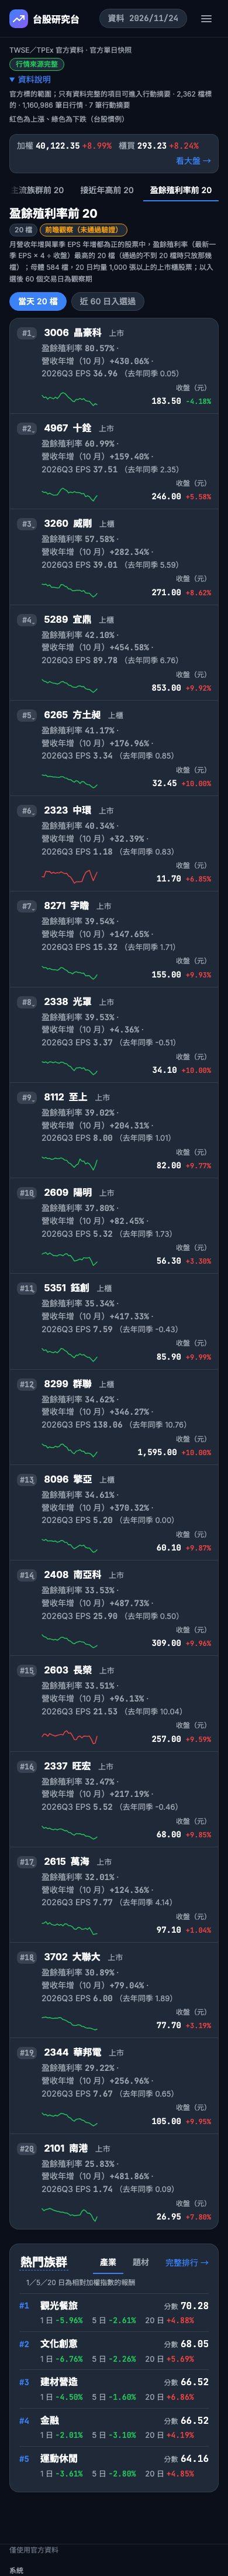 台股研究台
資料 2026/11/24
TWSE／TPEx 官方資料 · 官方單日快照
行情來源完整
▼ 資料說明
官方標的範圍；只有資料完整的項目可進入行動摘要 · 2,362 檔標的 · 1,160,986 筆日行情 · 7 筆行動摘要
紅色為上漲、綠色為下跌（台股慣例）
加權 40,122.35 +8.99% 櫃買 293.23 +8.24%
看大盤 →
主流族群前 20 接近年高前 20 盈餘殖利率前 20
盈餘殖利率前 20
20 檔 前瞻觀察（未通過驗證）
月營收年增與單季 EPS 年增都為正的股票中，盈餘殖利率（最新一季 EPS × 4 ÷ 收盤）最高的 20 檔（通過的不到 20 檔時只放那幾檔）；母體 584 檔，20 日均量 1,000 張以上的上市櫃股票；以入選後 60 個交易日為觀察期
當天 20 檔 近 60 日入選過
#1 3006 晶豪科 上市
盈餘殖利率 80.57% ·
營收年增（10 月）+430.06% ·
2026Q3 EPS 36.96 （去年同季 0.05）
收盤（元）
183.50 -4.18%
#2 4967 十銓 上市
盈餘殖利率 60.99% ·
營收年增（10 月）+159.40% ·
2026Q3 EPS 37.51 （去年同季 2.35）
收盤（元）
246.00 +5.58%
#3 3260 威剛 上櫃
盈餘殖利率 57.58% ·
營收年增（10 月）+282.34% ·
2026Q3 EPS 39.01 （去年同季 5.59）
收盤（元）
271.00 +8.62%
#4 5289 宜鼎 上櫃
盈餘殖利率 42.10% ·
營收年增（10 月）+454.58% ·
2026Q3 EPS 89.78 （去年同季 6.76）
收盤（元）
853.00 +9.92%
#5 6265 方土昶 上櫃
盈餘殖利率 41.17% ·
營收年增（10 月）+176.96% ·
2026Q3 EPS 3.34 （去年同季 0.85）
收盤（元）
32.45 +10.00%
#6 2323 中環 上市
盈餘殖利率 40.34% ·
營收年增（10 月）+32.39% ·
2026Q3 EPS 1.18 （去年同季 0.83）
收盤（元）
11.70 +6.85%
#7 8271 宇瞻 上市
盈餘殖利率 39.54% ·
營收年增（10 月）+147.65% ·
2026Q3 EPS 15.32 （去年同季 1.71）
收盤（元）
155.00 +9.93%
#8 2338 光罩 上市
盈餘殖利率 39.53% ·
營收年增（10 月）+4.36% ·
2026Q3 EPS 3.37 （去年同季 -0.51）
收盤（元）
34.10 +10.00%
#9 8112 至上 上市
盈餘殖利率 39.02% ·
營收年增（10 月）+204.31% ·
2026Q3 EPS 8.00 （去年同季 1.01）
收盤（元）
82.00 +9.77%
#10 2609 陽明 上市
盈餘殖利率 37.80% ·
營收年增（10 月）+82.45% ·
2026Q3 EPS 5.32 （去年同季 1.73）
收盤（元）
56.30 +3.30%
#11 5351 鈺創 上櫃
盈餘殖利率 35.34% ·
營收年增（10 月）+417.33% ·
2026Q3 EPS 7.59 （去年同季 -0.43）
收盤（元）
85.90 +9.99%
#12 8299 群聯 上櫃
盈餘殖利率 34.62% ·
營收年增（10 月）+346.27% ·
2026Q3 EPS 138.06 （去年同季 10.76）
收盤（元）
1,595.00 +10.00%
#13 8096 擎亞 上櫃
盈餘殖利率 34.61% ·
營收年增（10 月）+379.32% ·
2026Q3 EPS 5.20 （去年同季 0.00）
收盤（元）
60.10 +9.87%
#14 2408 南亞科 上市
盈餘殖利率 33.53% ·
營收年增（10 月）+487.73% ·
2026Q3 EPS 25.90 （去年同季 0.50）
收盤（元）
309.00 +9.96%
#15 2603 長榮 上市
盈餘殖利率 33.51% ·
營收年增（10 月）+96.13% ·
2026Q3 EPS 21.53 （去年同季 10.04）
收盤（元）
257.00 +9.59%
#16 2337 旺宏 上市
盈餘殖利率 32.47% ·
營收年增（10 月）+217.19% ·
2026Q3 EPS 5.52 （去年同季 -0.46）
收盤（元）
68.00 +9.85%
#17 2615 萬海 上市
盈餘殖利率 32.01% ·
營收年增（10 月）+124.36% ·
2026Q3 EPS 7.77 （去年同季 4.14）
收盤（元）
97.10 +1.04%
#18 3702 大聯大 上市
盈餘殖利率 30.89% ·
營收年增（10 月）+79.04% ·
2026Q3 EPS 6.00 （去年同季 1.89）
收盤（元）
77.70 +3.19%
#19 2344 華邦電 上市
盈餘殖利率 29.22% ·
營收年增（10 月）+256.96% ·
2026Q3 EPS 7.67 （去年同季 0.65）
收盤（元）
105.00 +9.95%
#20 2101 南港 上市
盈餘殖利率 25.83% ·
營收年增（10 月）+481.86% ·
2026Q3 EPS 1.74 （去年同季 0.09）
收盤（元）
26.95 +7.80%
熱門族群 產業 題材 完整排行 →
1／5／20 日為相對加權指數的報酬
#1 觀光餐旅 分數 70.28
1 日 -5.96% 5 日 -2.61% 20 日 +4.88%
#2 文化創意 分數 68.05
1 日 -6.76% 5 日 -2.26% 20 日 +5.69%
#3 建材營造 分數 66.52
1 日 -4.50% 5 日 -1.60% 20 日 +6.86%
#4 金融 分數 66.52
1 日 -2.01% 5 日 -3.10% 20 日 +4.19%
#5 運動休閒 分數 64.16
1 日 -3.61% 5 日 -2.80% 20 日 +4.85%
僅使用官方資料
系統